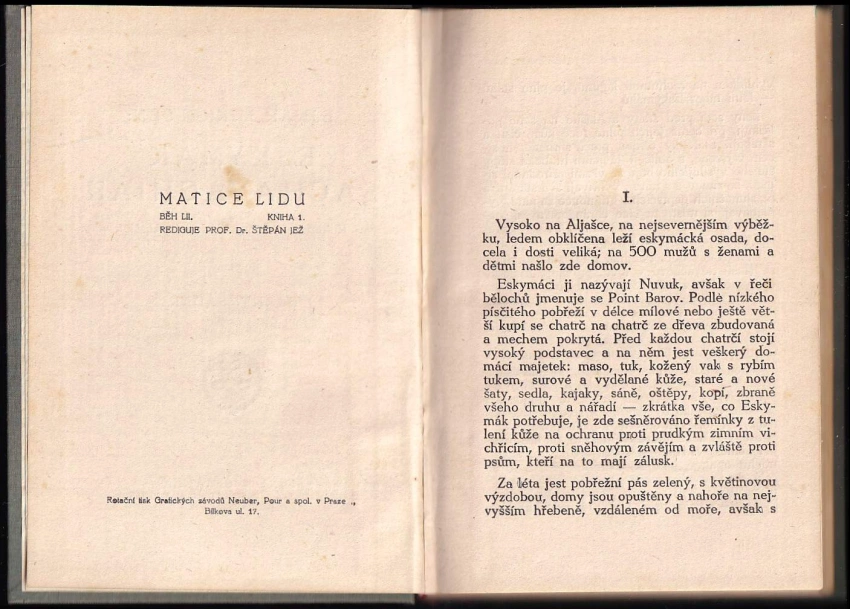 MATICE LIDU
BĚH LII. KNIHA 1.
REDIGUJE PROF. Dr. ŠTĚPÁN JEŽ
Rotační tisk Grafických závodů Neuber, Pour a spol. v Praze
Bílkova ul. 17.
I.
Vysoko na Aljašce, na nejsevernějším výběž-
ku, ledem obklíčena leží eskymácká osada, do-
cela i dosti veliká; na 500 mužů s ženami a
dětmi našlo zde domov.
Eskymáci ji nazývají Nuvuk, avšak v řeči
bělochů jmenuje se Point Barov. Podle nízkého
písčitého pobřeží v délce mílové nebo ještě vět-
ší kupí se chatrč na chatrč ze dřeva zbudovaná
a mechem pokrytá. Před každou chatrčí stojí
vysoký podstavec a na něm jest veškerý do-
mácí majetek: maso, tuk, kožený vak s rybím
tukem, surové a vydělané kůže, staré a nové
šaty, sedla, kajaky, sáně, oštěpy, kopí, zbraně
všeho druhu a nářadí — zkrátka vše, co Esky-
mák potřebuje, je zde sešněrováno řemínky z tu-
lení kůže na ochranu proti prudkým zimním vi-
chřicím, proti sněhovým závějím a zvláště proti
psům, kteří na to mají zálusk.
Za léta jest pobřežní pás zelený, s květinovou
výzdobou, domy jsou opuštěny a nahoře na nej-
vyšším hřebeně, vzdáleném od moře, avšak s